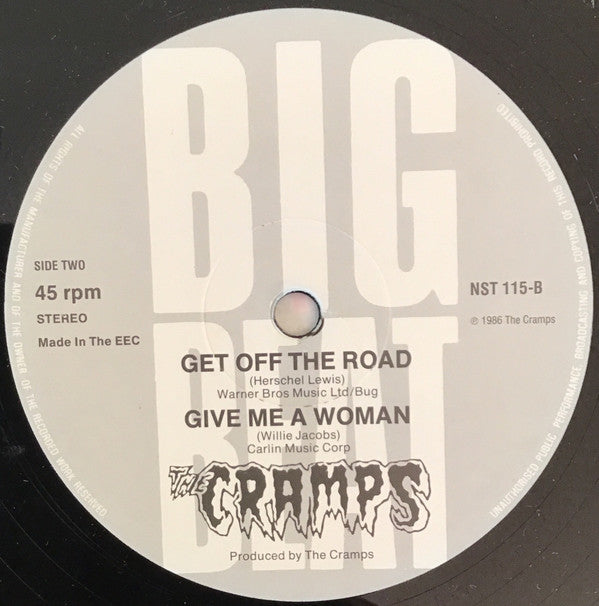 BIG
BEAT
SIDE TWO
45 rpm
STEREO
Made In The EEC
NST 115-B
℗ 1986 The Cramps
GET OFF THE ROAD
(Herschel Lewis)
Warner Bros Music Ltd/Bug
GIVE ME A WOMAN
(Willie Jacobs)
Carlin Music Corp
THE CRAMPS
Produced by The Cramps
ALL RIGHTS OF THE MANUFACTURER AND OF THE OWNER OF THE RECORDED WORK RESERVED
UNAUTHORISED PUBLIC PERFORMANCE, BROADCASTING AND COPYING OF THIS RECORD PROHIBITED